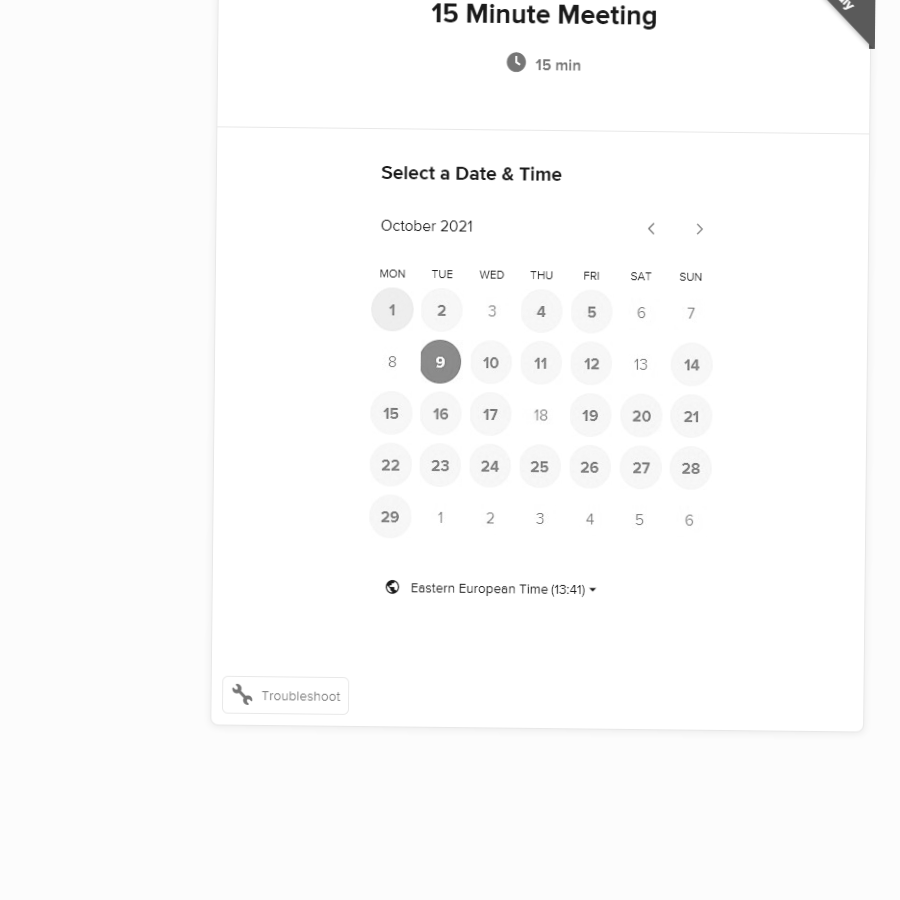 15 Minute Meeting
15 min
Select a Date & Time
October 2021
MON TUE WED THU FRI SAT SUN
1 2 3 4 5 6 7
8 9 10 11 12 13 14
15 16 17 18 19 20 21
22 23 24 25 26 27 28
29 1 2 3 4 5 6
Eastern European Time (13:41)
Troubleshoot